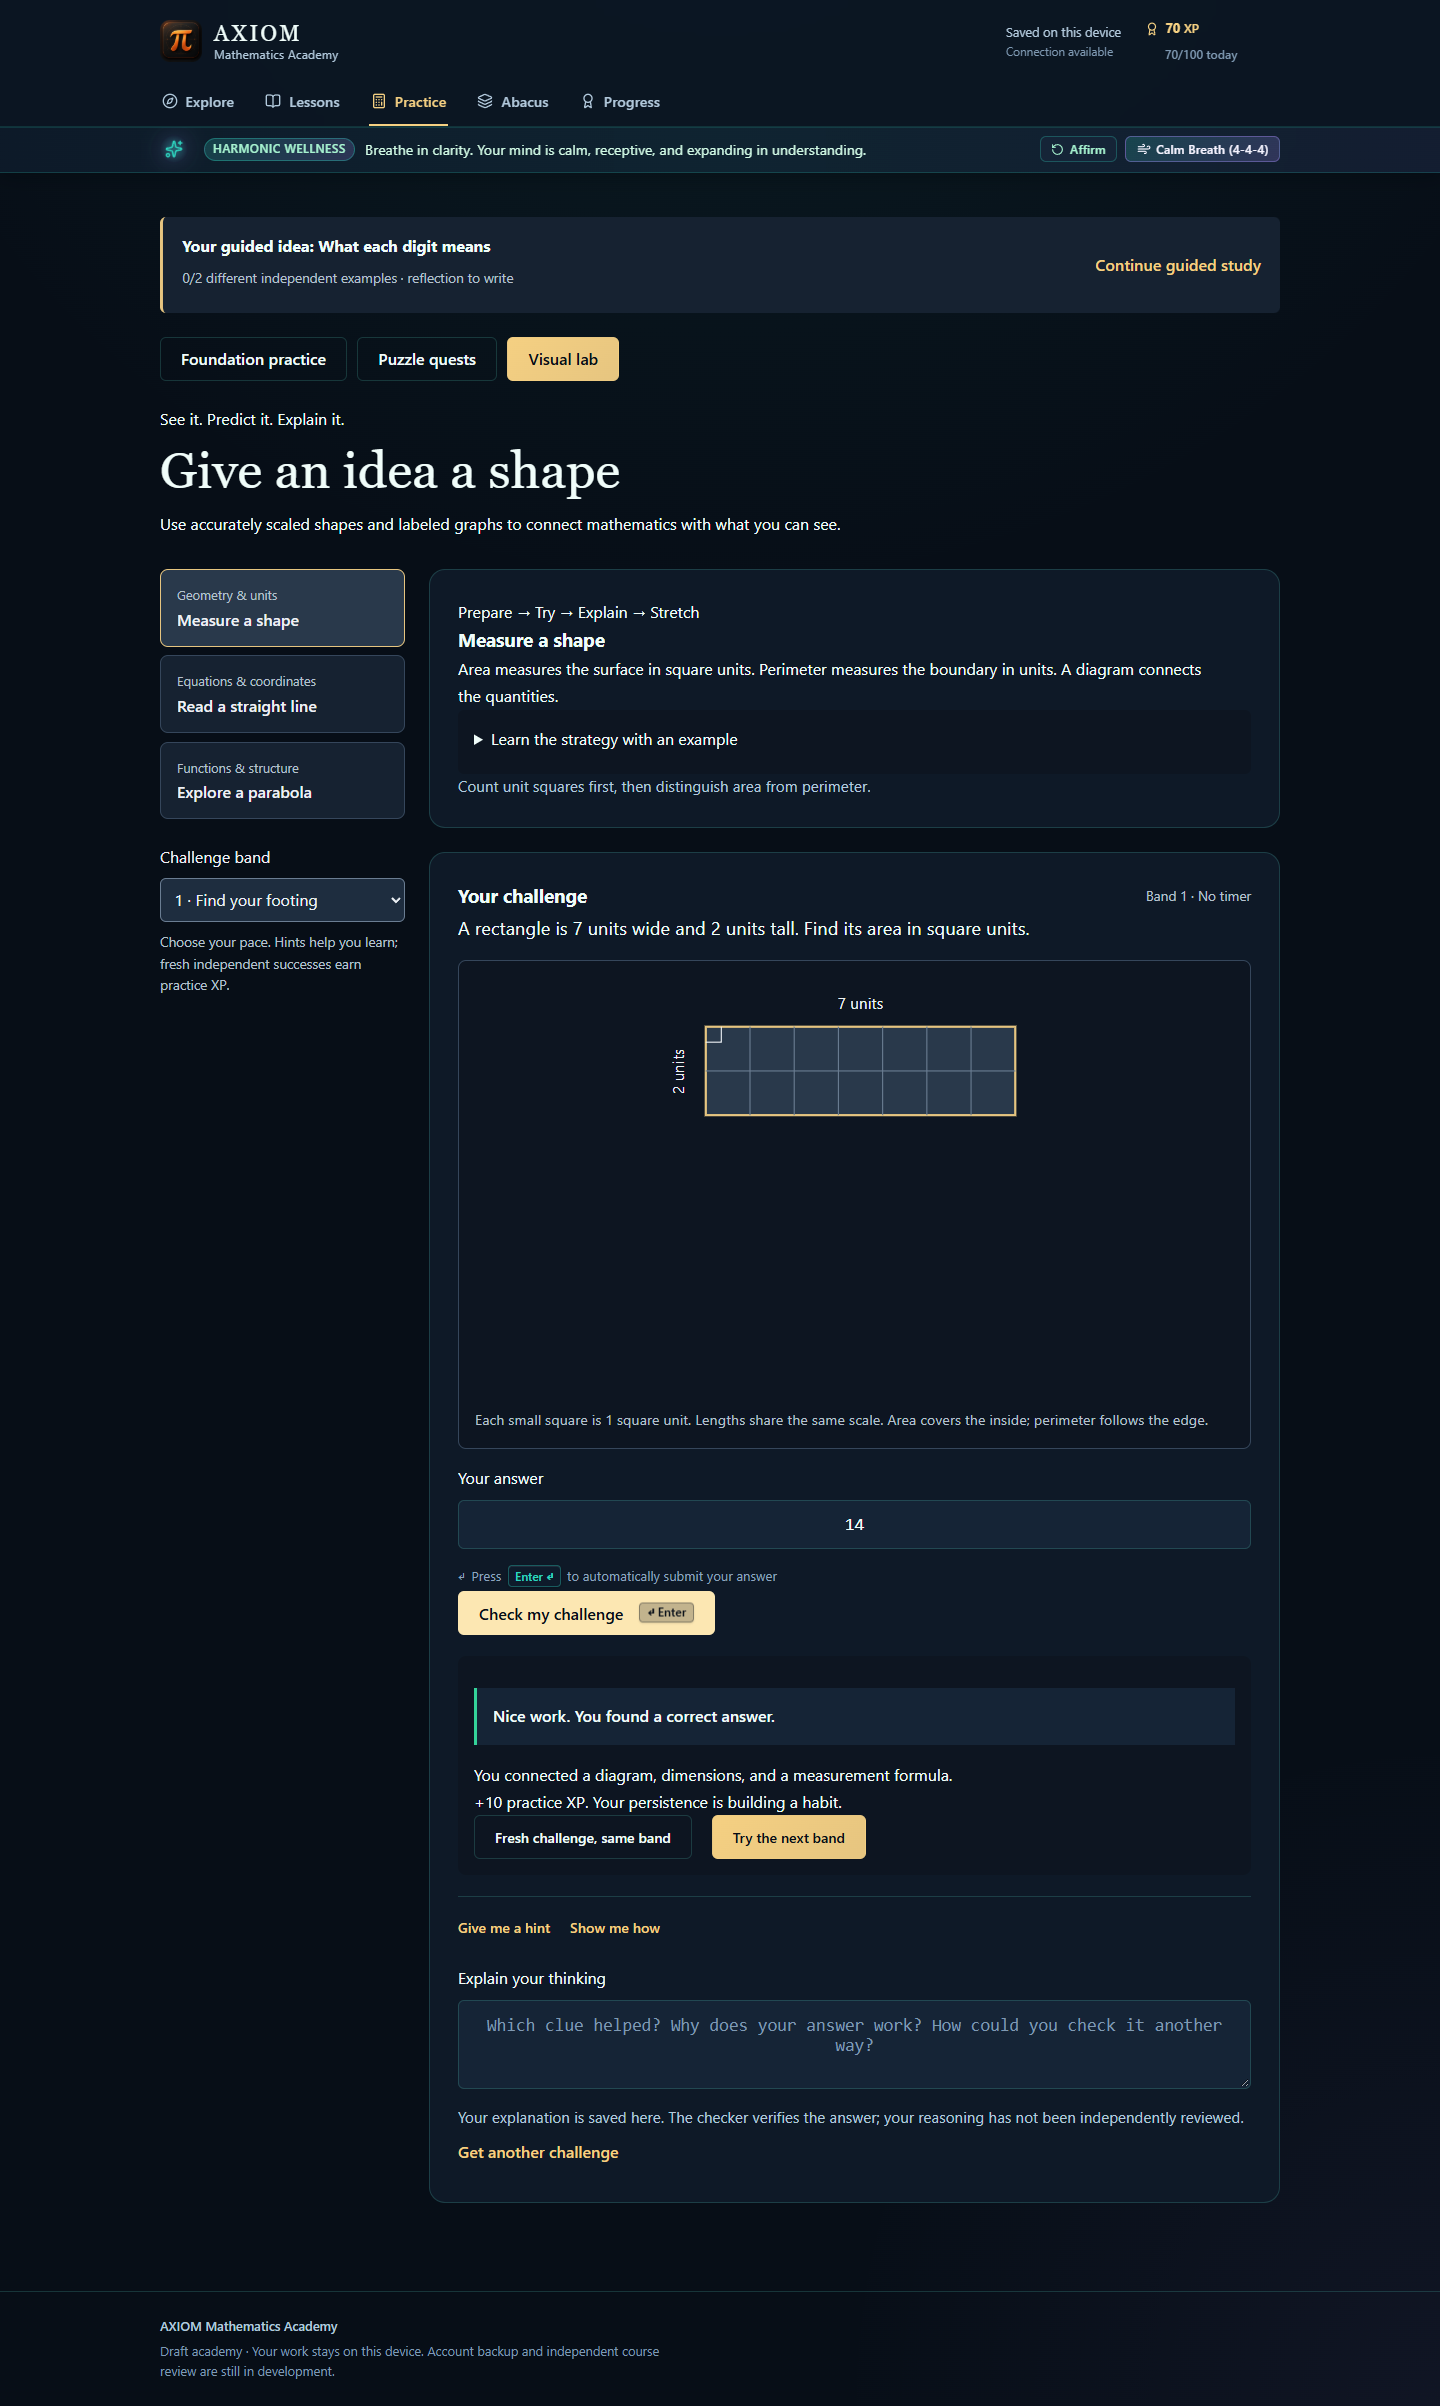 π
AXIOM
Mathematics Academy
Saved on this device
Connection available
70 XP
70/100 today
Explore
Lessons
Practice
Abacus
Progress
HARMONIC WELLNESS
Breathe in clarity. Your mind is calm, receptive, and expanding in understanding.
Affirm
Calm Breath (4-4-4)
Your guided idea: What each digit means
0/2 different independent examples · reflection to write
Continue guided study
Foundation practice
Puzzle quests
Visual lab
See it. Predict it. Explain it.
Give an idea a shape
Use accurately scaled shapes and labeled graphs to connect mathematics with what you can see.
Geometry & units
Measure a shape
Equations & coordinates
Read a straight line
Functions & structure
Explore a parabola
Challenge band
1 · Find your footing
Choose your pace. Hints help you learn;
fresh independent successes earn
practice XP.
Prepare → Try → Explain → Stretch
Measure a shape
Area measures the surface in square units. Perimeter measures the boundary in units. A diagram connects
the quantities.
▶ Learn the strategy with an example
Count unit squares first, then distinguish area from perimeter.
Your challenge
Band 1 · No timer
A rectangle is 7 units wide and 2 units tall. Find its area in square units.
7 units
2 units
Each small square is 1 square unit. Lengths share the same scale. Area covers the inside; perimeter follows the edge.
Your answer
14
↵ Press Enter ↵ to automatically submit your answer
Check my challenge ↵ Enter
Nice work. You found a correct answer.
You connected a diagram, dimensions, and a measurement formula.
+10 practice XP. Your persistence is building a habit.
Fresh challenge, same band
Try the next band
Give me a hint
Show me how
Explain your thinking
Which clue helped? Why does your answer work? How could you check it another
way?
Your explanation is saved here. The checker verifies the answer; your reasoning has not been independently reviewed.
Get another challenge
AXIOM Mathematics Academy
Draft academy · Your work stays on this device. Account backup and independent course
review are still in development.